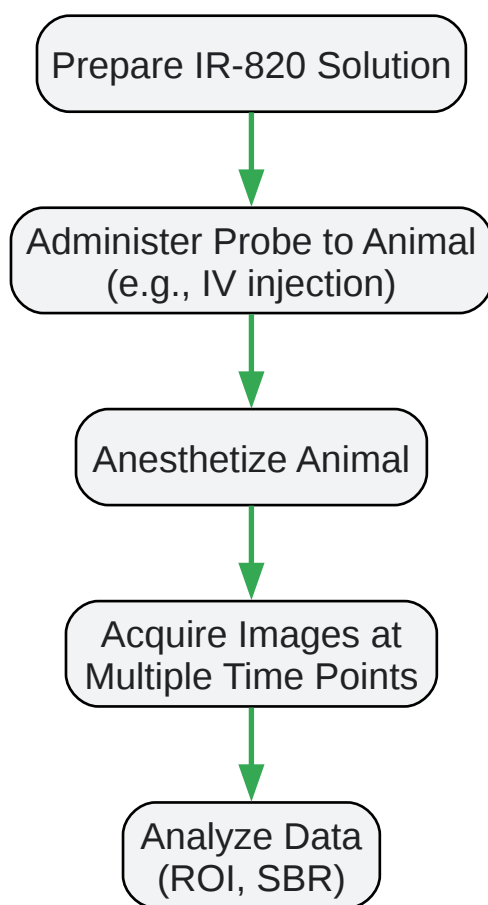 Prepare IR-820 Solution
Administer Probe to Animal
(e.g., IV injection)
Anesthetize Animal
Acquire Images at
Multiple Time Points
Analyze Data
(ROI, SBR)